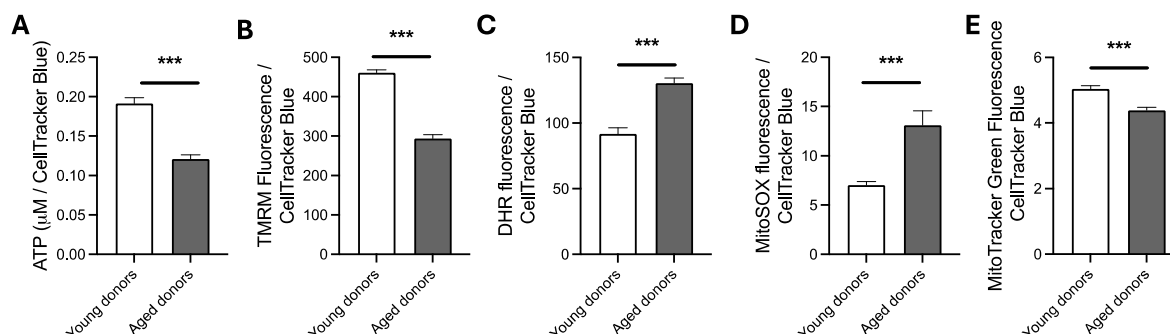 A
ATP (µM / CellTracker Blue)
0.25
0.20
0.15
0.10
0.05
0.00
***
Young donors
Aged donors
B
TMRM Fluorescence /
CellTracker Blue
500
400
300
200
100
0
***
Young donors
Aged donors
C
DHR fluorescence /
CellTracker Blue
150
100
50
0
***
Young donors
Aged donors
D
MitoSOX fluorescence /
CellTracker Blue
20
15
10
5
0
***
Young donors
Aged donors
E
MitoTracker Green Fluorescence
CellTracker Blue
6
4
2
0
***
Young donors
Aged donors